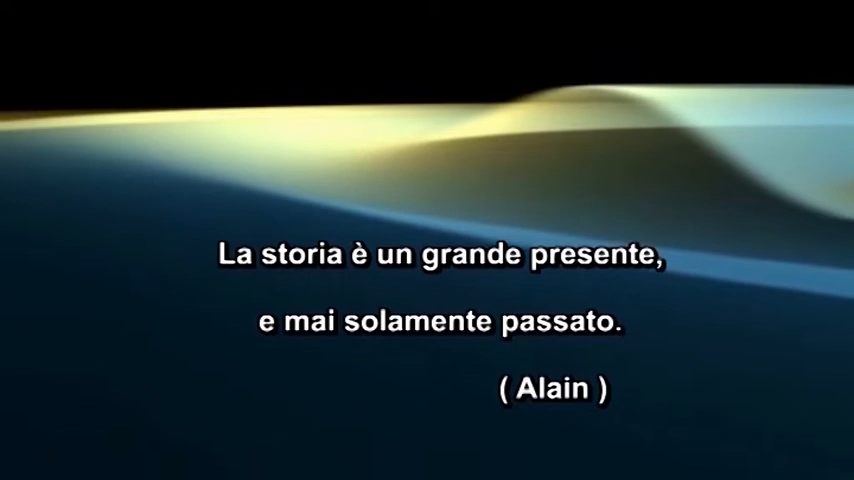 La storia è un grande presente,
e mai solamente passato.
( Alain )